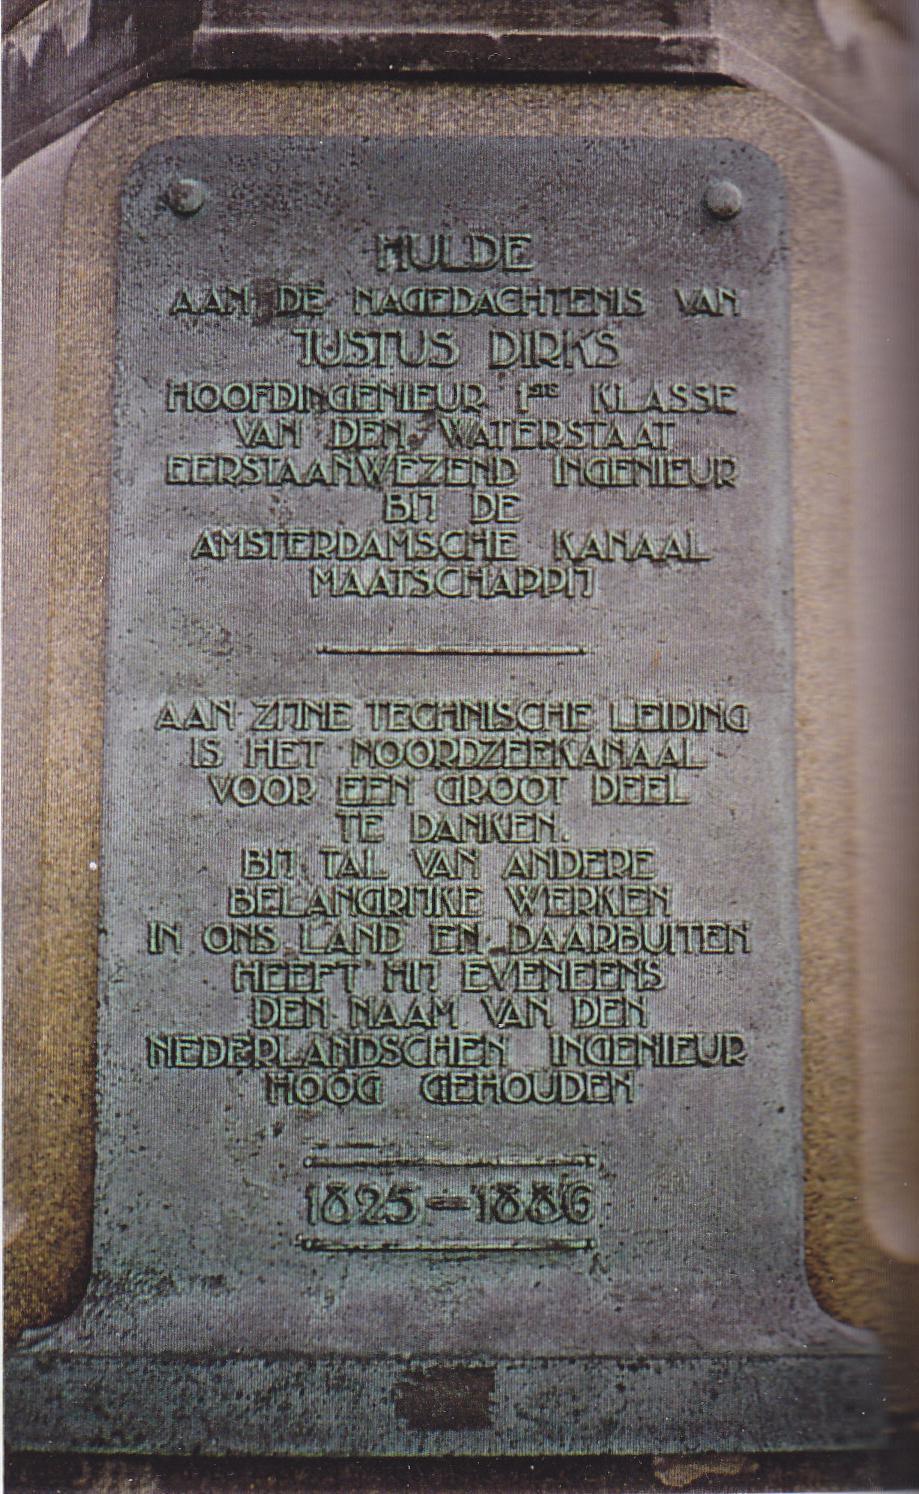 HULDE
AAN DE NAGEDACHTENIS VAN
JUSTUS DIRKS
HOOFDINGENIEUR 1STE KLASSE
VAN DEN WATERSTAAT
EERSTAANWEZEND INGENIEUR
BIJ DE
AMSTERDAMSCHE KANAAL
MAATSCHAPPIJ
AAN ZIJNE TECHNISCHE LEIDING
IS HET NOORDZEEKANAAL
VOOR EEN GROOT DEEL
TE DANKEN.
BIJ TAL VAN ANDERE
BELANGRIJKE WERKEN
IN ONS LAND EN DAARBUITEN
HEEFT HIJ EVENEENS
DEN NAAM VAN DEN
NEDERLANDSCHEN INGENIEUR
HOOG GEHOUDEN
1825=1886